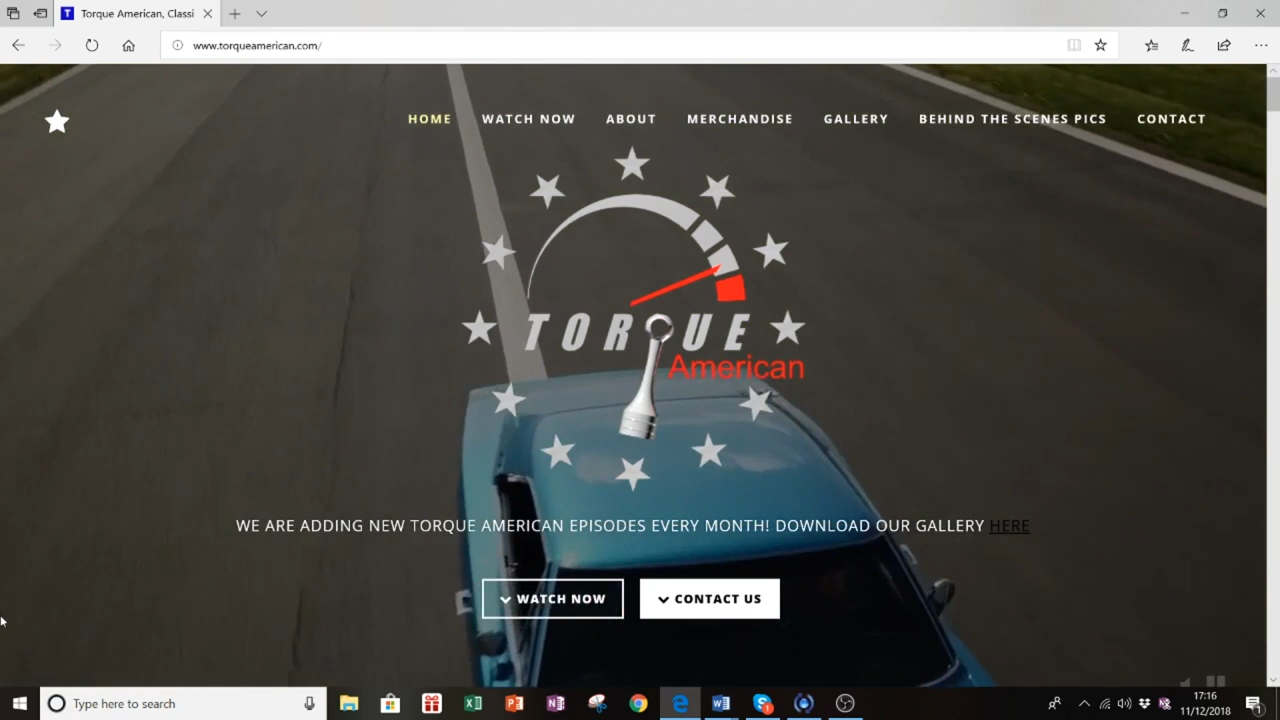 Torque American, Classi
www.torqueamerican.com/
HOME WATCH NOW ABOUT MERCHANDISE GALLERY BEHIND THE SCENES PICS CONTACT
TORQUE
American
WE ARE ADDING NEW TORQUE AMERICAN EPISODES EVERY MONTH! DOWNLOAD OUR GALLERY HERE
WATCH NOW CONTACT US
Type here to search
17:16
11/12/2018